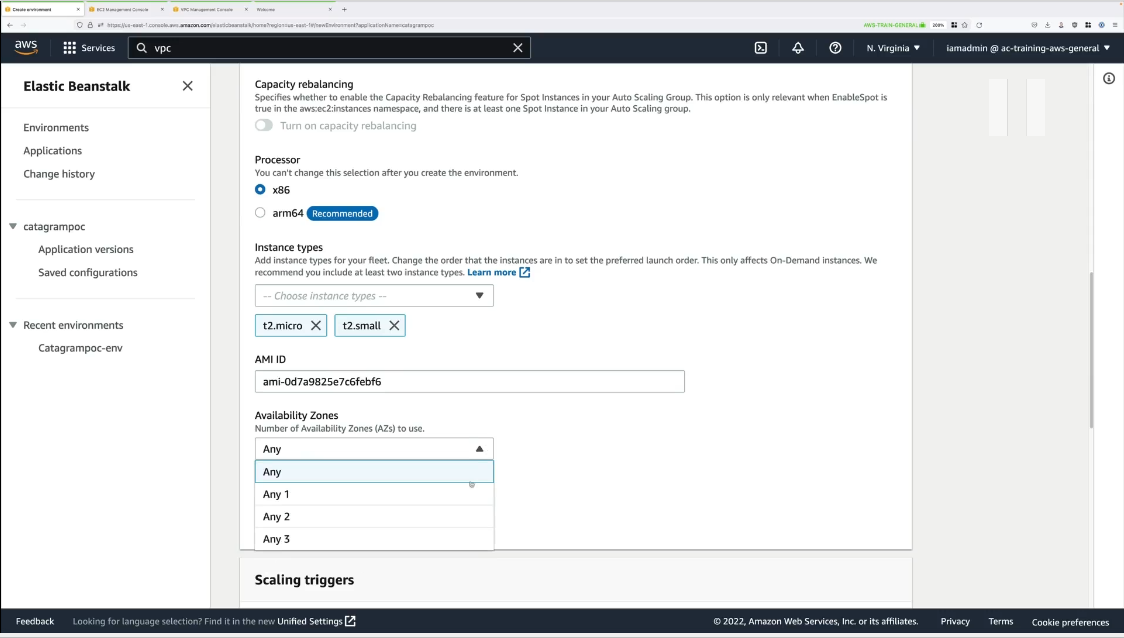 Create environment
EC2 Management Console
VPC Management Console
Welcome
https://us-east-1.console.aws.amazon.com/elasticbeanstalk/home?region=us-east-1#/newEnvironment?applicationName=catagrampoc
AWS-TRAIN-GENERAL
200%
aws
Services
vpc
N. Virginia
iamadmin @ ac-training-aws-general
Elastic Beanstalk
Environments
Applications
Change history
catagrampoc
Application versions
Saved configurations
Recent environments
Catagrampoc-env
Capacity rebalancing
Specifies whether to enable the Capacity Rebalancing feature for Spot Instances in your Auto Scaling Group. This option is only relevant when EnableSpot is
true in the aws:ec2:instances namespace, and there is at least one Spot Instance in your Auto Scaling group.
Turn on capacity rebalancing
Processor
You can't change this selection after you create the environment.
x86
arm64 Recommended
Instance types
Add instance types for your fleet. Change the order that the instances are in to set the preferred launch order. This only affects On-Demand instances. We
recommend you include at least two instance types. Learn more
-- Choose instance types --
t2.micro
t2.small
AMI ID
ami-0d7a9825e7c6febf6
Availability Zones
Number of Availability Zones (AZs) to use.
Any
Any
Any 1
Any 2
Any 3
Scaling triggers
Feedback
Looking for language selection? Find it in the new Unified Settings
© 2022, Amazon Web Services, Inc. or its affiliates.
Privacy
Terms
Cookie preferences